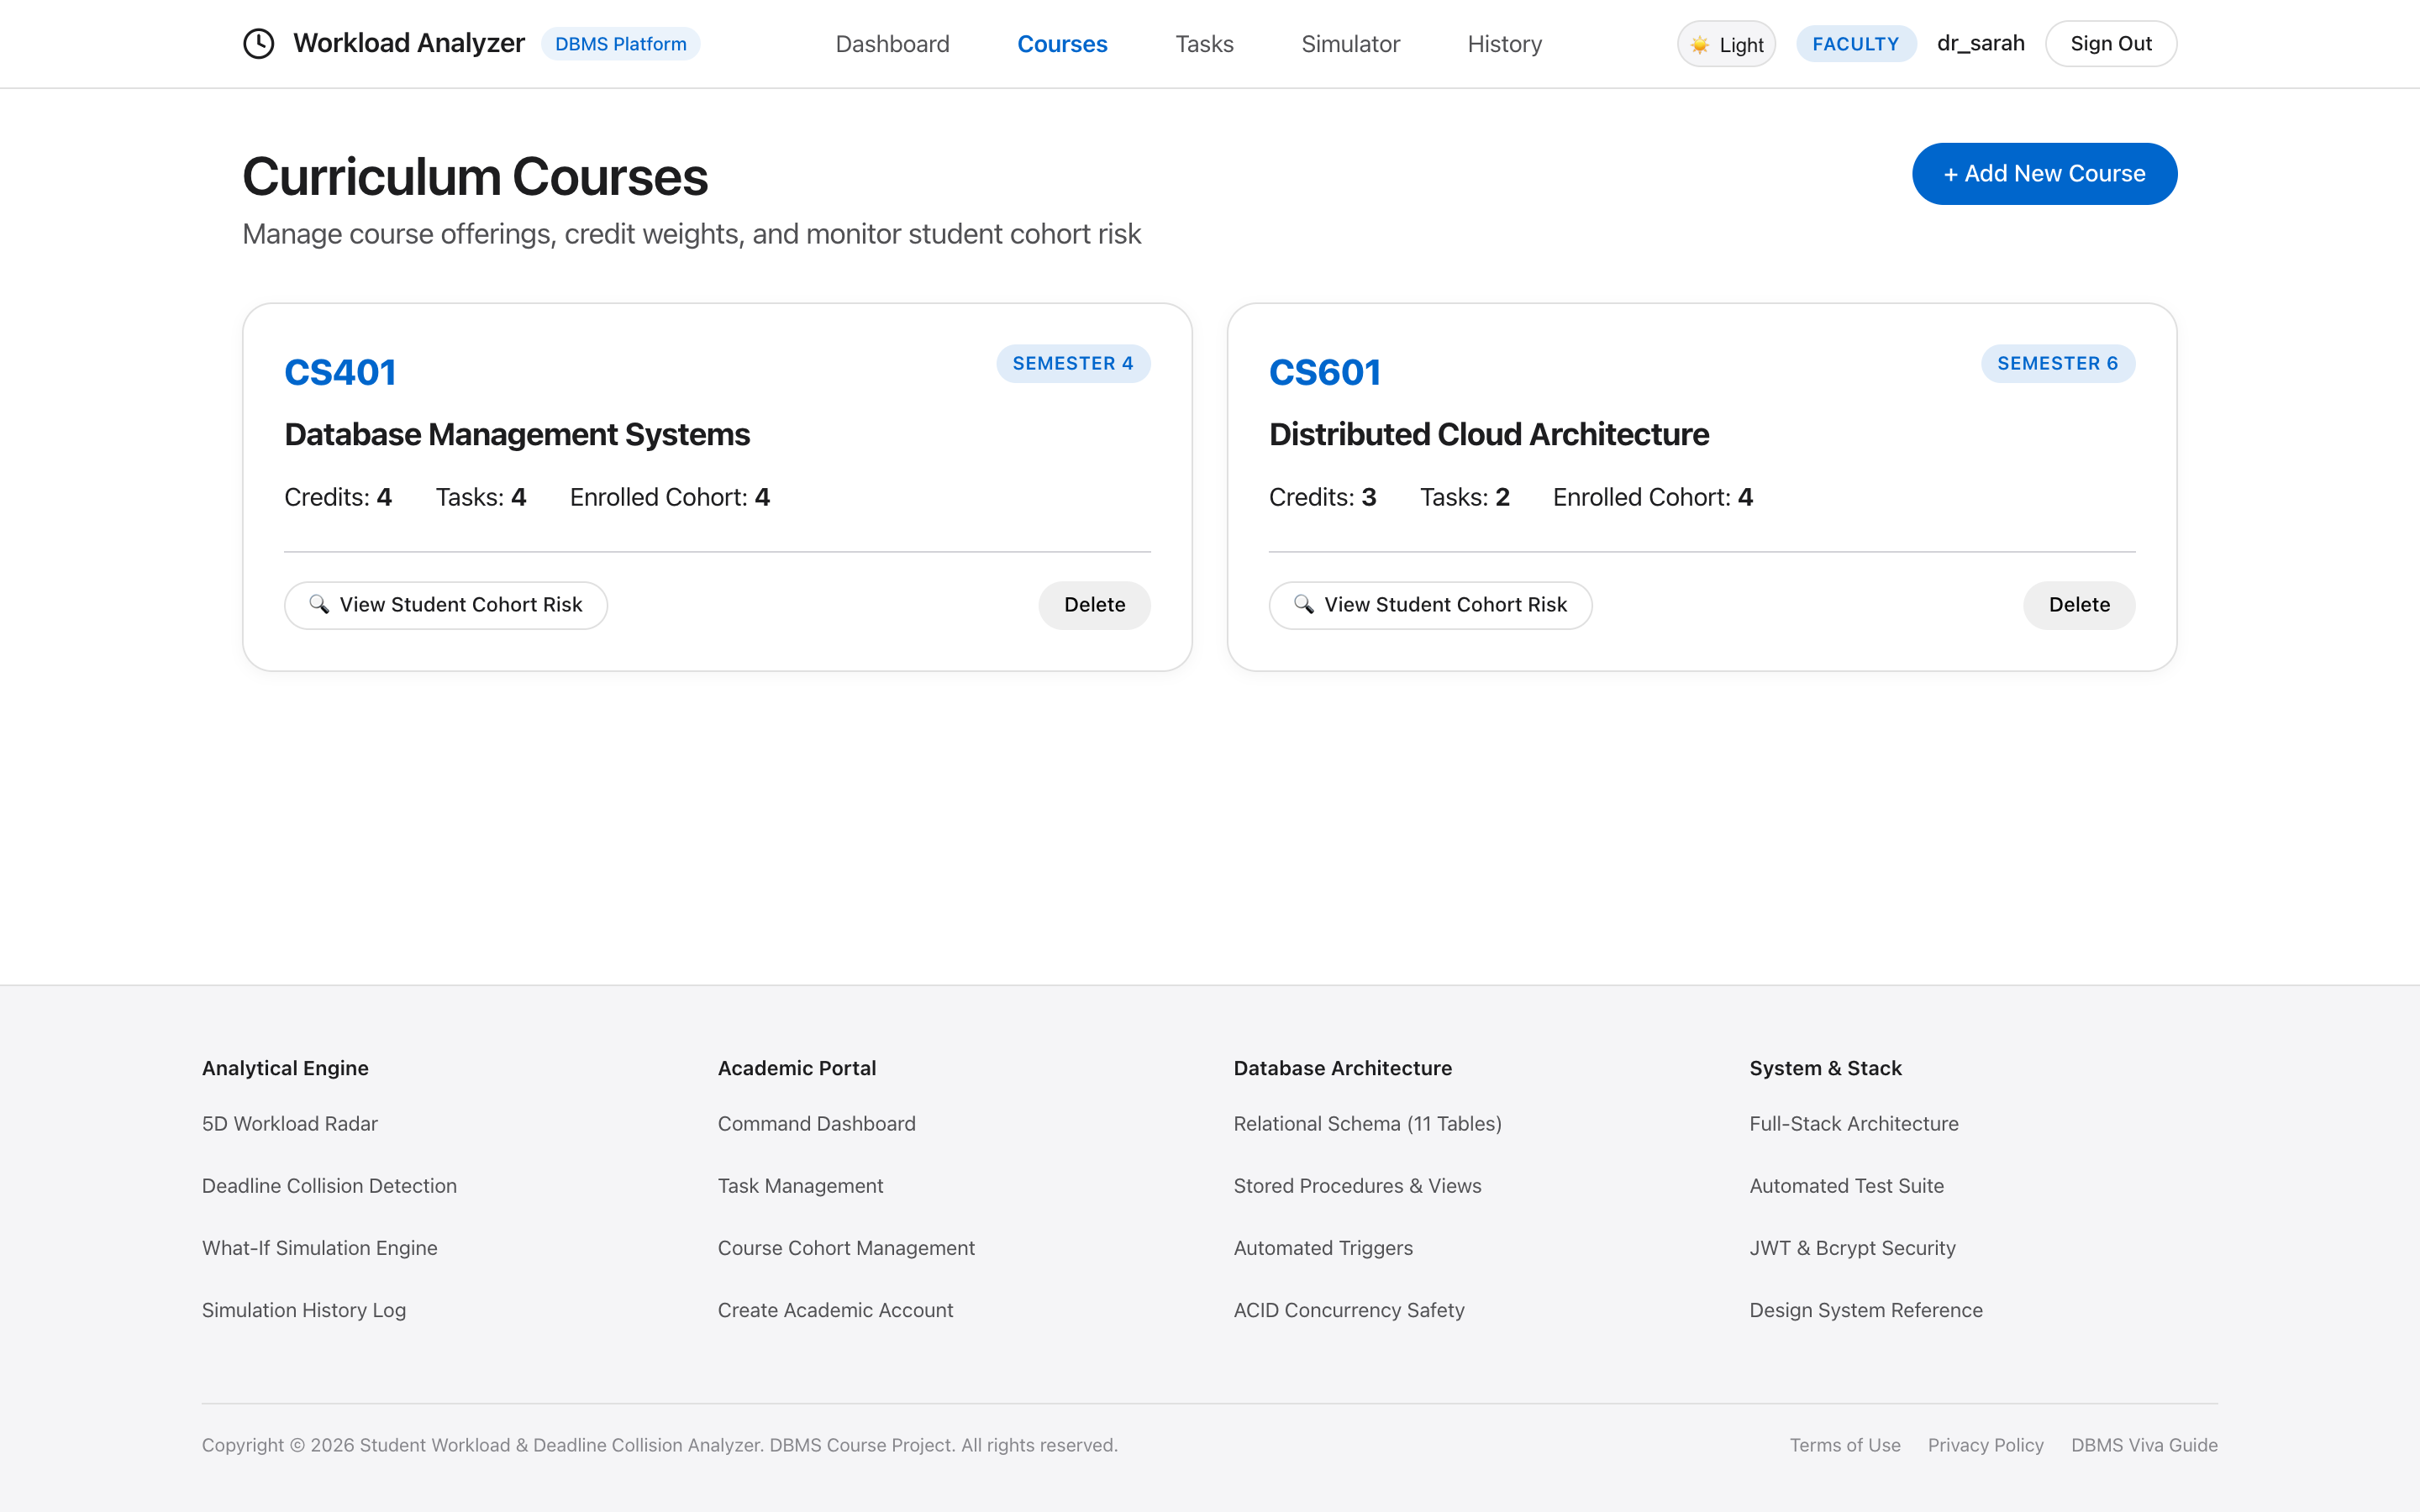 Workload Analyzer DBMS Platform Dashboard Courses Tasks Simulator History Light FACULTY dr_sarah Sign Out
Curriculum Courses
+ Add New Course
Manage course offerings, credit weights, and monitor student cohort risk
CS401
SEMESTER 4
Database Management Systems
Credits: 4 Tasks: 4 Enrolled Cohort: 4
View Student Cohort Risk
Delete
CS601
SEMESTER 6
Distributed Cloud Architecture
Credits: 3 Tasks: 2 Enrolled Cohort: 4
View Student Cohort Risk
Delete
Analytical Engine
5D Workload Radar
Deadline Collision Detection
What-If Simulation Engine
Simulation History Log
Academic Portal
Command Dashboard
Task Management
Course Cohort Management
Create Academic Account
Database Architecture
Relational Schema (11 Tables)
Stored Procedures & Views
Automated Triggers
ACID Concurrency Safety
System & Stack
Full-Stack Architecture
Automated Test Suite
JWT & Bcrypt Security
Design System Reference
Copyright © 2026 Student Workload & Deadline Collision Analyzer. DBMS Course Project. All rights reserved.
Terms of Use Privacy Policy DBMS Viva Guide